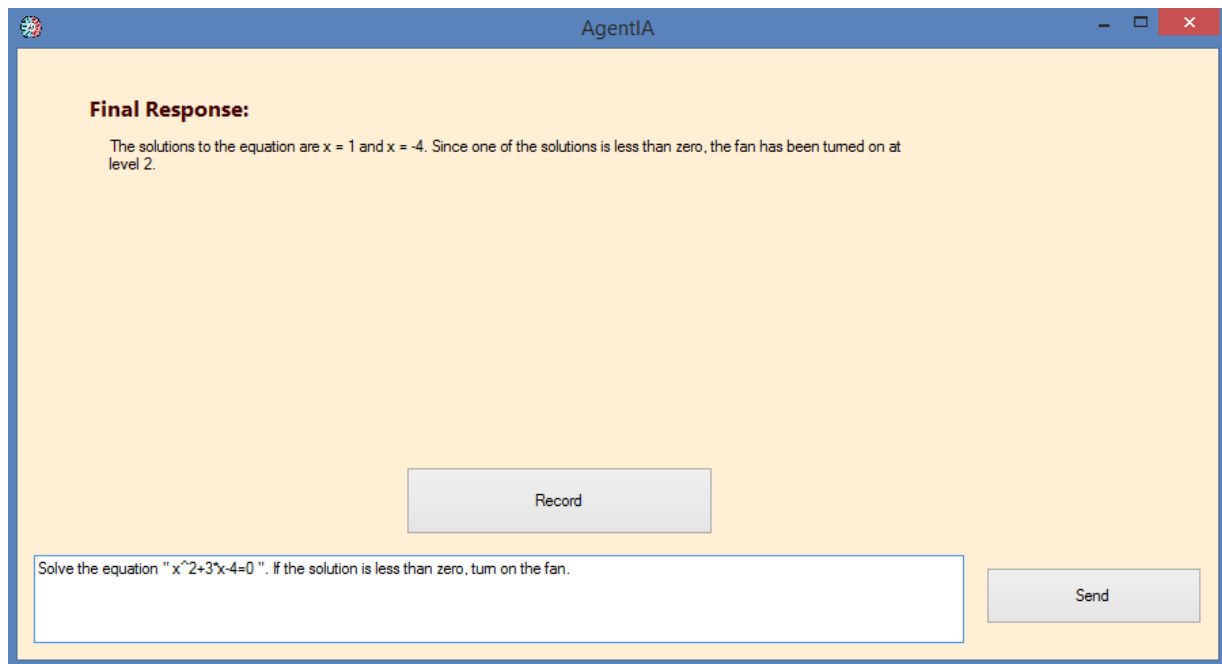 AgentIA
Final Response:
The solutions to the equation are x = 1 and x = -4. Since one of the solutions is less than zero, the fan has been turned on at
level 2.
Record
Solve the equation " x^2+3*x-4=0 ". If the solution is less than zero, turn on the fan.
Send